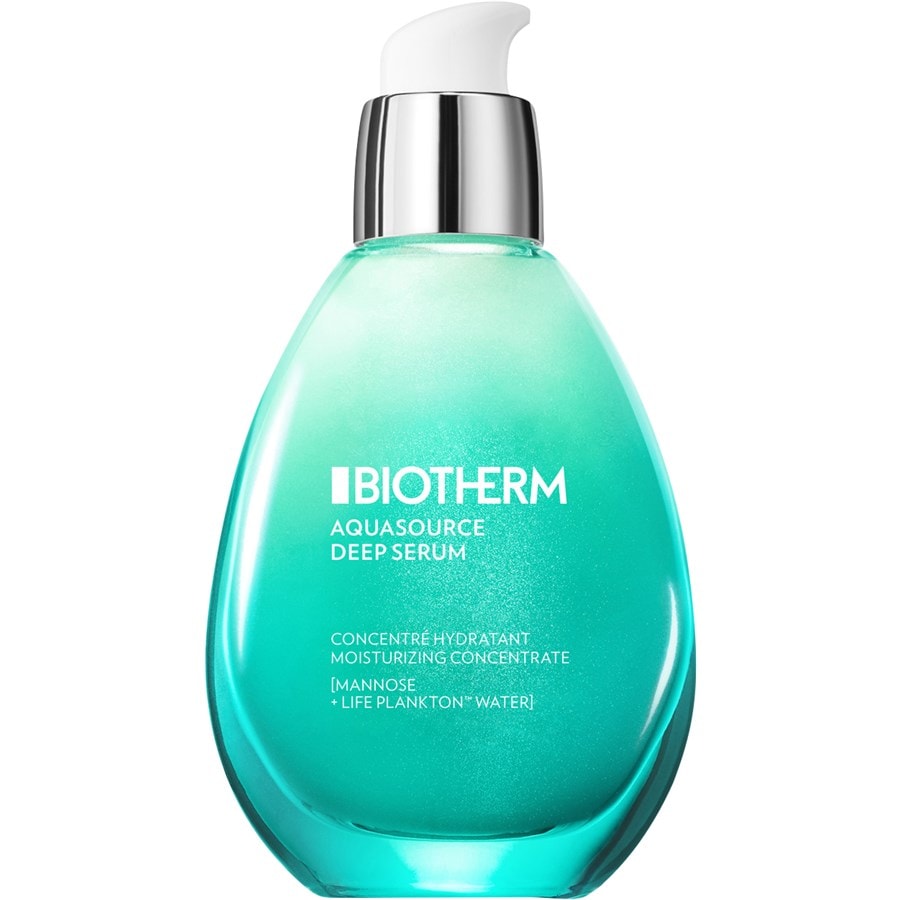 BIOTHERM
AQUASOURCE
DEEP SERUM
CONCENTRÉ HYDRATANT
MOISTURIZING CONCENTRATE
[MANNOSE
+ LIFE PLANKTON™ WATER]